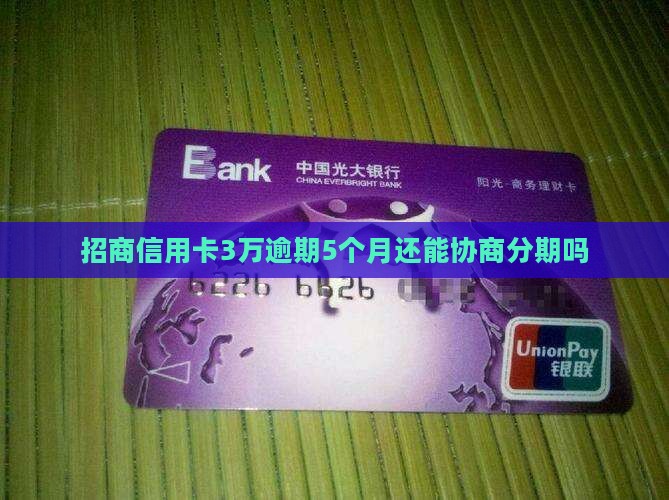 Bank
中国光大银行
CHINA EVERBRIGHT BANK
阳光·商务理财卡
招商信用卡3万逾期5个月还能协商分期吗
6226 6626
UnionPay
银联